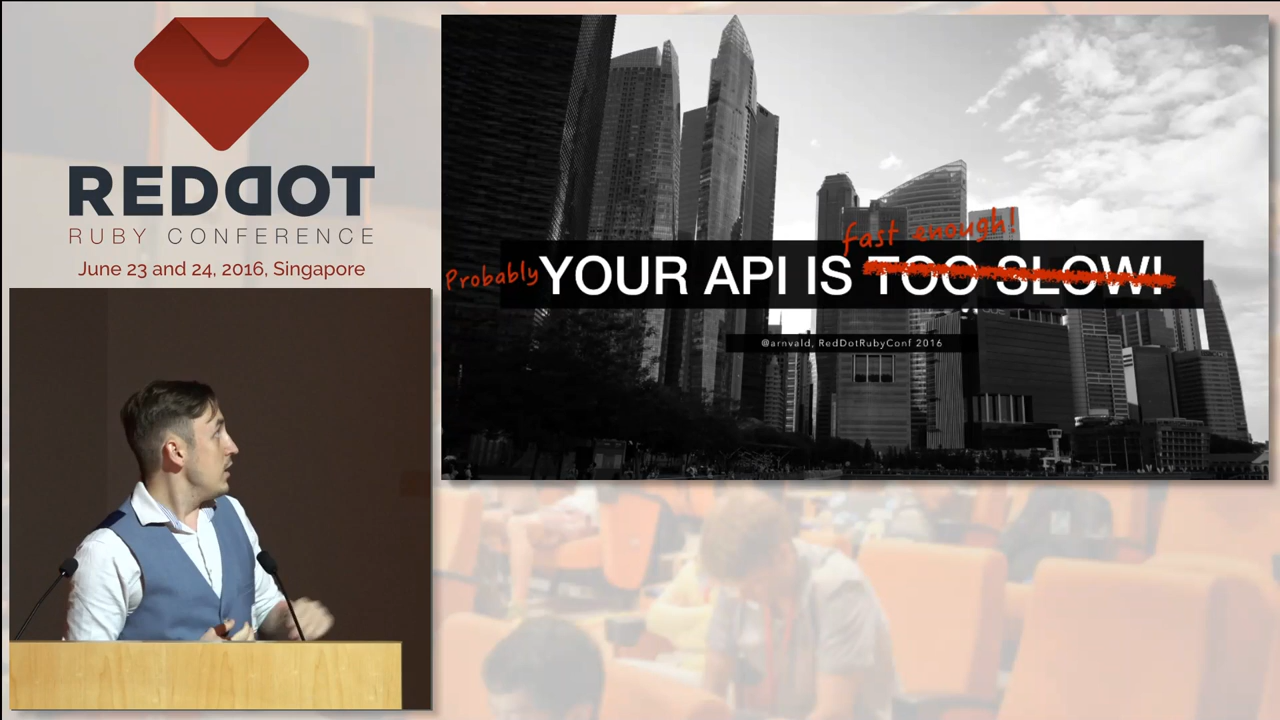 REDDOT
RUBY CONFERENCE
June 23 and 24, 2016, Singapore
fast enough!
Probably YOUR API IS TOO SLOW!
@arnvald, RedDotRubyConf 2016